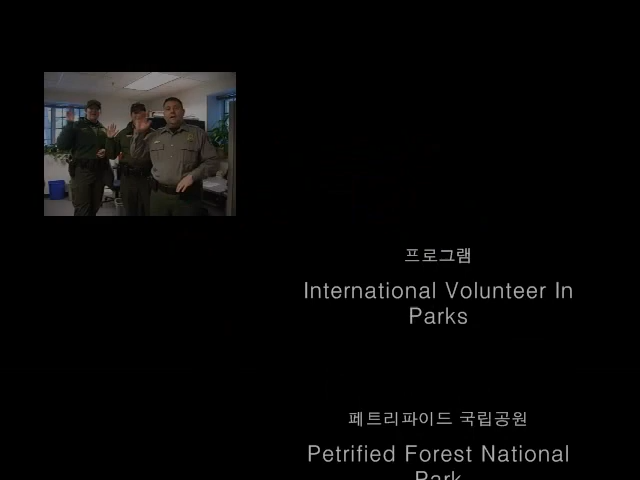 프로그램
International Volunteer In
Parks
페트리파이드 국립공원
Petrified Forest National
Park